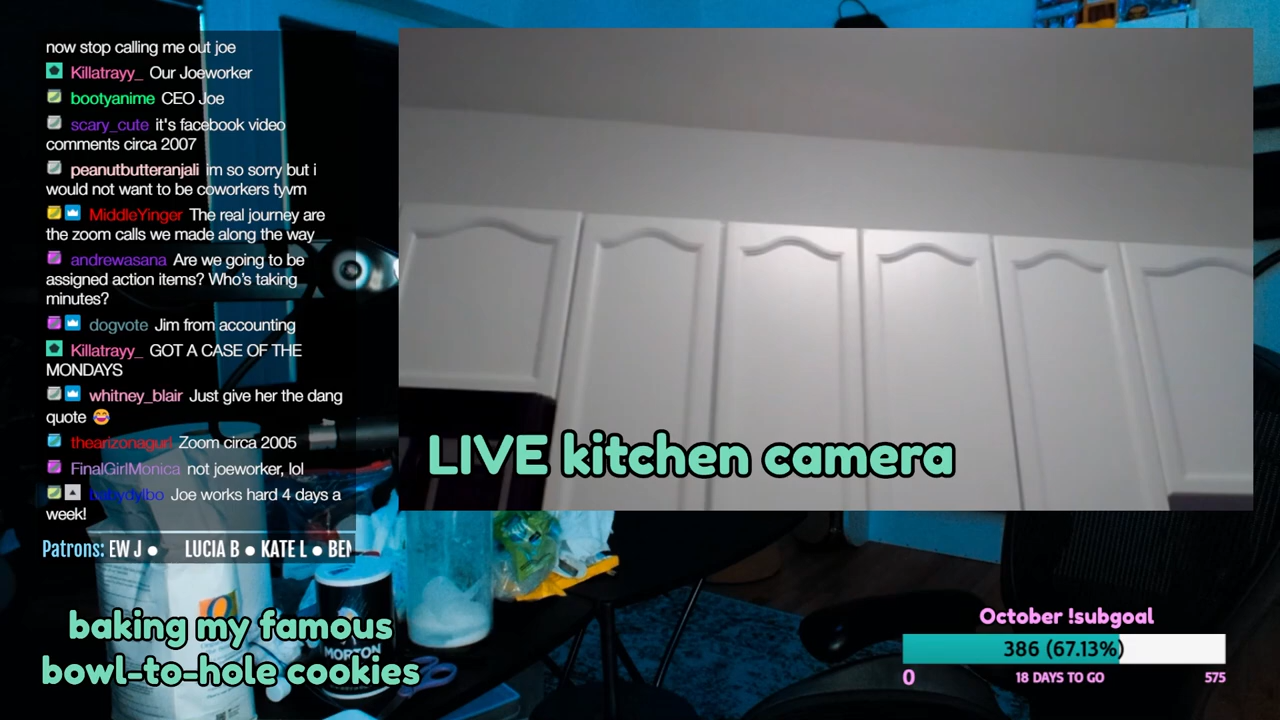 now stop calling me out joe
Killatrayy_ Our Joeworker
bootyanime CEO Joe
scary_cute it's facebook video
comments circa 2007
peanutbutteranjali im so sorry but i
would not want to be coworkers tyvm
MiddleYinger The real journey are
the zoom calls we made along the way
andrewasana Are we going to be
assigned action items? Who's taking
minutes?
dogvote Jim from accounting
Killatrayy_ GOT A CASE OF THE
MONDAYS
whitney_blair Just give her the dang
quote 😂
thearizonagurl Zoom circa 2005
FinalGirlMonica not joeworker, lol
Joe works hard 4 days a
week!
Patrons: EW J ● LUCIA B ● KATE L ● BEN
LIVE kitchen camera
baking my famous
bowl-to-hole cookies
MORTON
October !subgoal
386 (67.13%)
0 18 DAYS TO GO 575